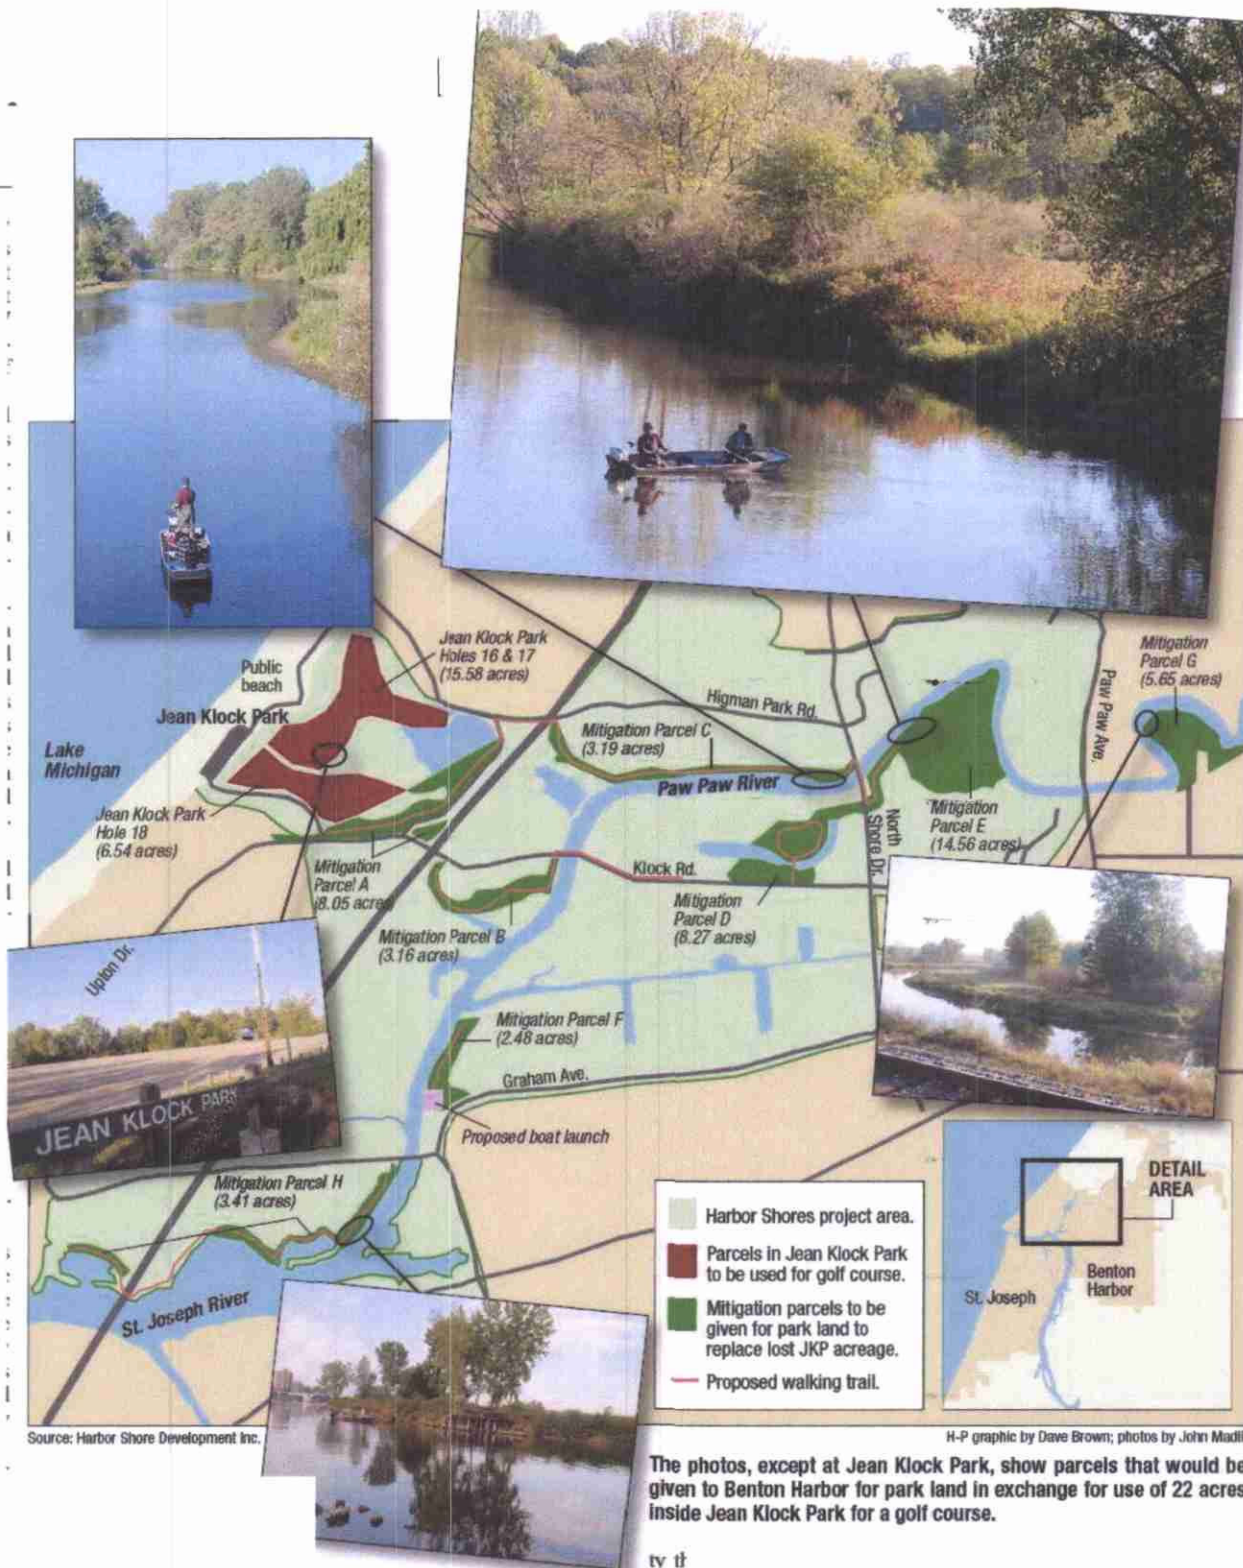 Jean Klock Park
Holes 16 & 17
(15.58 acres)
Mitigation
Parcel G
(5.65 acres)
Public
beach
Paw Paw Ave.
Higman Park Rd.
Jean Klock Park
Mitigation Parcel C
(3.19 acres)
Lake
Michigan
Paw Paw River
Jean Klock Park
Hole 18
(6.54 acres)
Mitigation
Parcel E
(14.56 acres)
North
Shore Dr.
Mitigation
Parcel A
(8.05 acres)
Klock Rd.
Mitigation
Parcel D
(8.27 acres)
Mitigation Parcel B
(3.16 acres)
Upton Dr.
Mitigation Parcel F
(2.48 acres)
Graham Ave.
JEAN KLOCK PARK
Proposed boat launch
Mitigation Parcel H
(3.41 acres)
St. Joseph River
Harbor Shores project area.
Parcels in Jean Klock Park
to be used for golf course.
Mitigation parcels to be
given for park land to
replace lost JKP acreage.
Proposed walking trail.
DETAIL
AREA
Benton
Harbor
St. Joseph
Source: Harbor Shore Development Inc.
H-P graphic by Dave Brown; photos by John Madill
The photos, except at Jean Klock Park, show parcels that would be
given to Benton Harbor for park land in exchange for use of 22 acres
inside Jean Klock Park for a golf course.